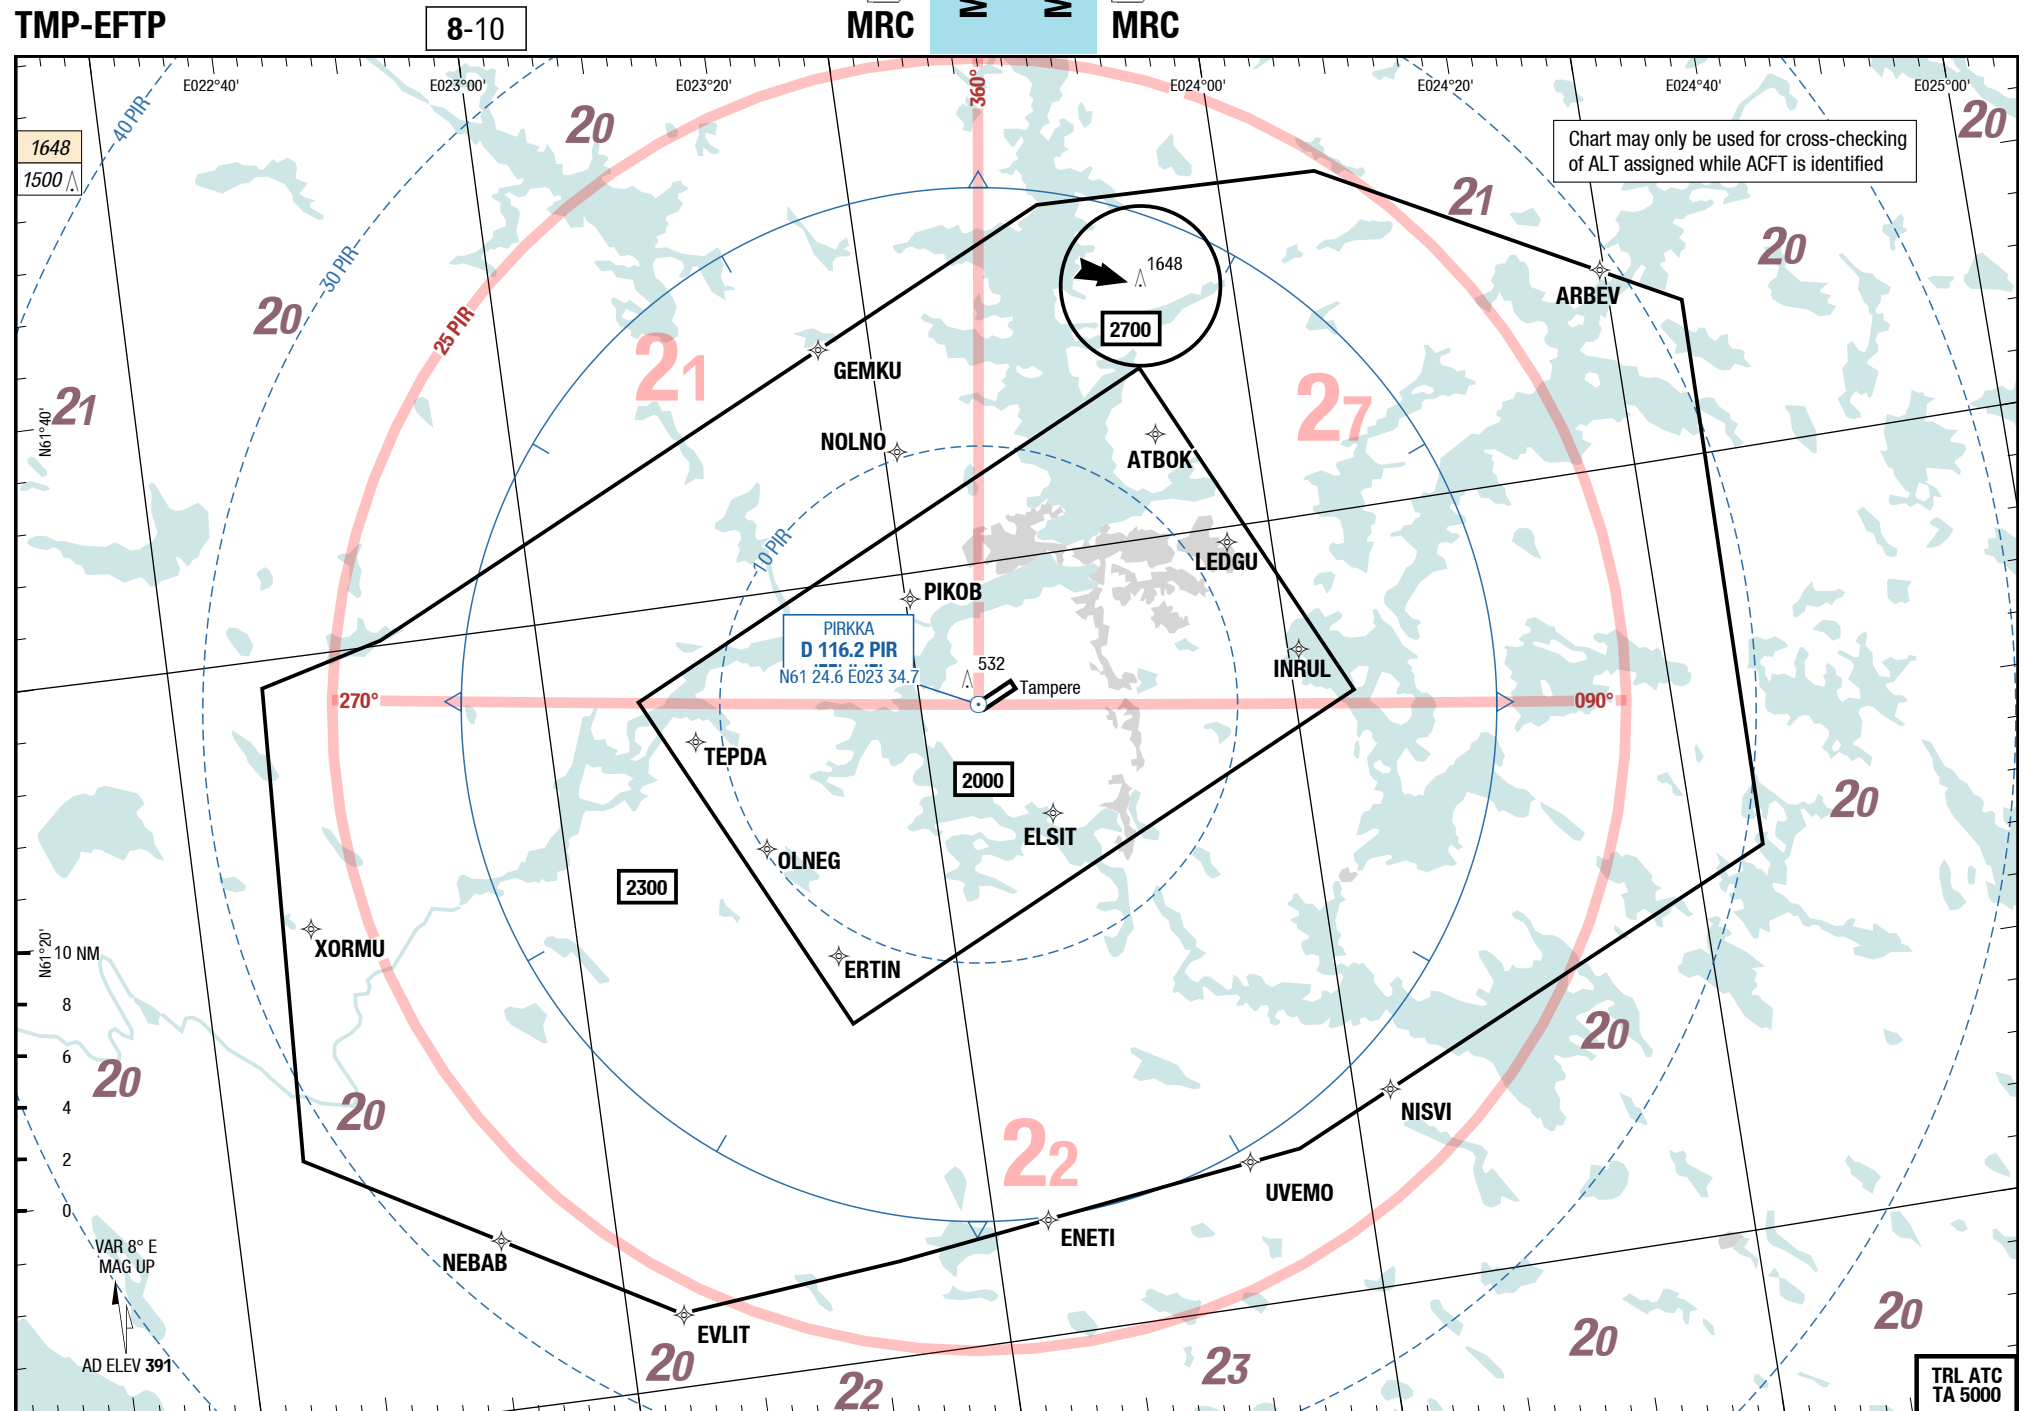 TMP-EFTP
8-10
MRC
M
M
MRC
E022°40'
E023°00'
E023°20'
360°
E024°00'
E024°20'
E024°40'
E025°00'
40 PIR
20
20
1648
1500
Chart may only be used for cross-checking
of ALT assigned while ACFT is identified
21
20
30 PIR
1648
ARBEV
20
25 PIR
2700
21
GEMKU
27
N61°40'
21
NOLNO
ATBOK
10 PIR
LEDGU
PIKOB
PIRKKA
D 116.2 PIR
N61 24.6 E023 34.7
532
Tampere
INRUL
270°
090°
TEPDA
2000
20
ELSIT
OLNEG
2300
XORMU
N61°20'
10 NM
ERTIN
8
6
4
2
0
20
20
20
NISVI
22
UVEMO
ENETI
NEBAB
VAR 8° E
MAG UP
EVLIT
AD ELEV 391
20
22
23
20
20
TRL ATC
TA 5000